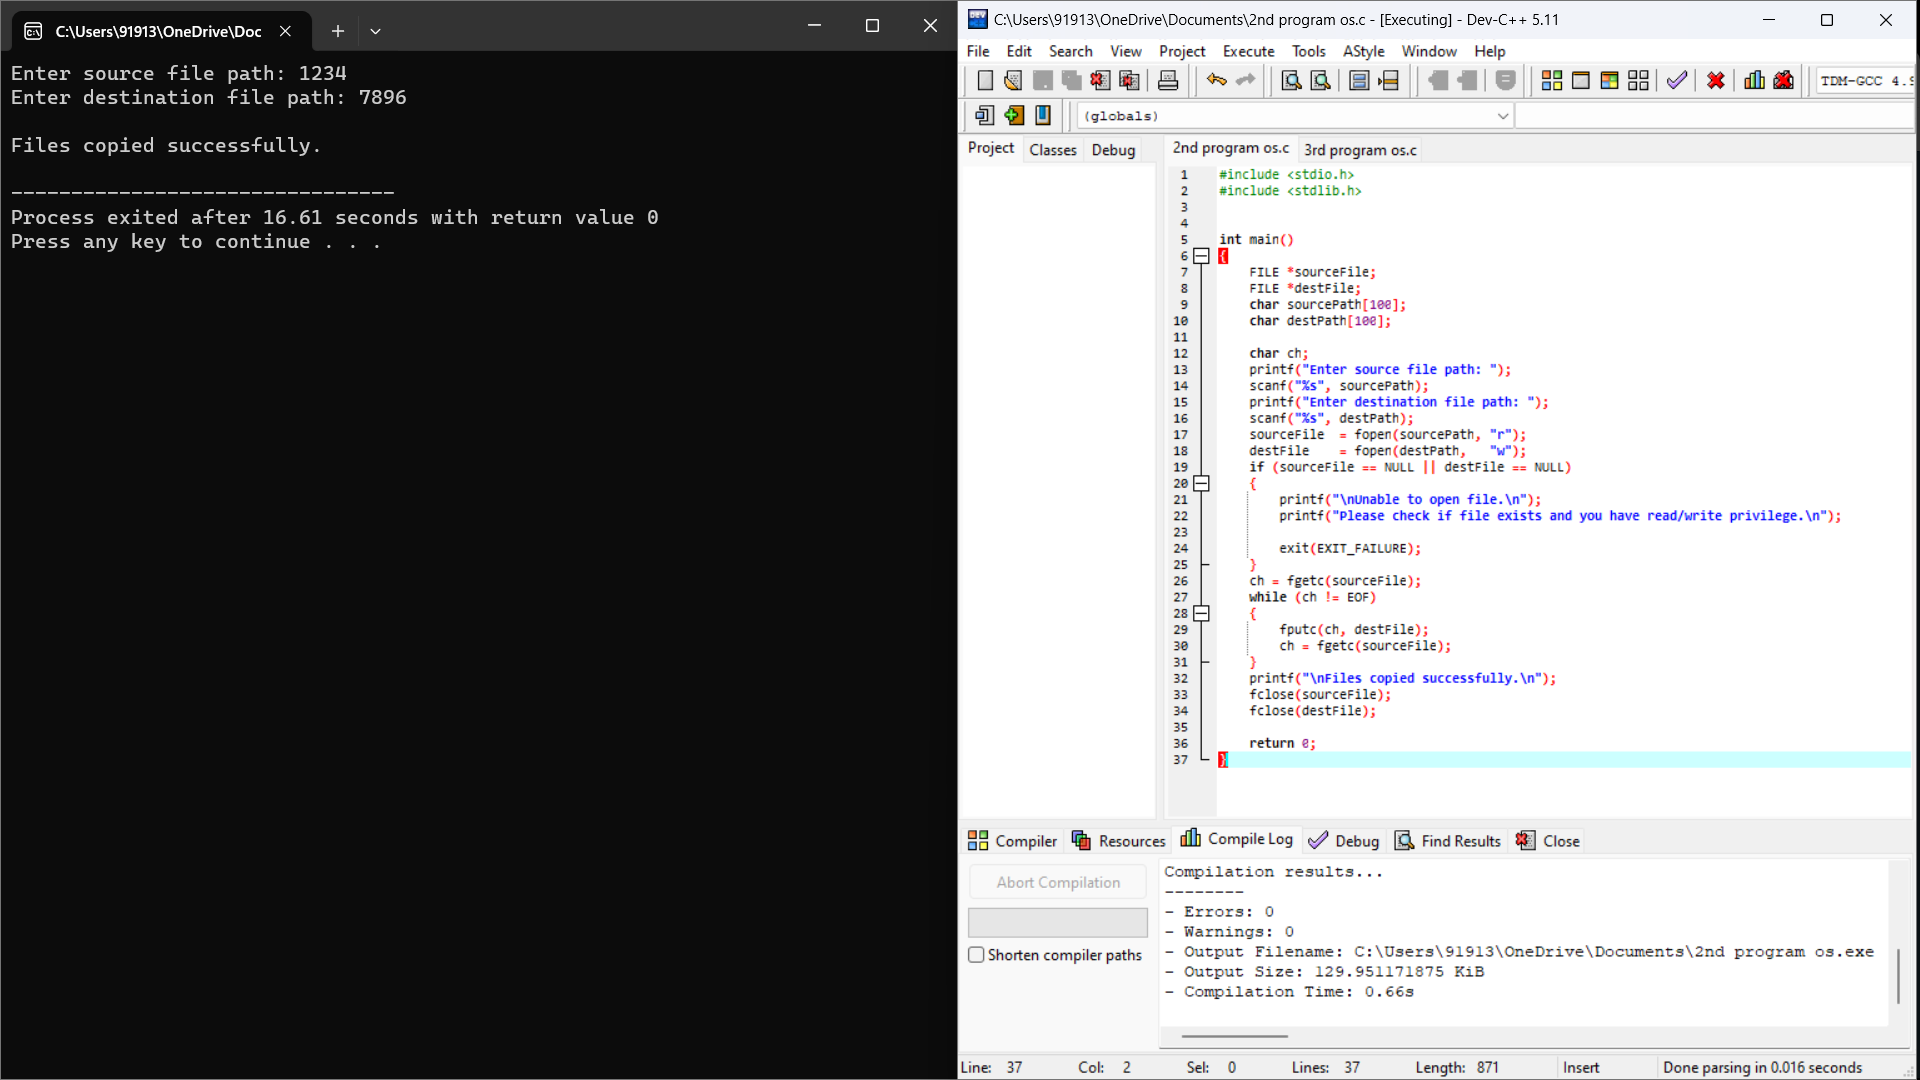 C:\Users\91913\OneDrive\Doc
Enter source file path: 1234
Enter destination file path: 7896
Files copied successfully.
--------------------------------
Process exited after 16.61 seconds with return value 0
Press any key to continue . . .
C:\Users\91913\OneDrive\Documents\2nd program os.c - [Executing] - Dev-C++ 5.11
File Edit Search View Project Execute Tools AStyle Window Help
TDM-GCC 4.9
(globals)
Project Classes Debug
2nd program os.c 3rd program os.c
1 #include <stdio.h>
2 #include <stdlib.h>
3
4
5 int main()
6 {
7 FILE *sourceFile;
8 FILE *destFile;
9 char sourcePath[100];
10 char destPath[100];
11
12 char ch;
13 printf("Enter source file path: ");
14 scanf("%s", sourcePath);
15 printf("Enter destination file path: ");
16 scanf("%s", destPath);
17 sourceFile  = fopen(sourcePath, "r");
18 destFile    = fopen(destPath,   "w");
19 if (sourceFile == NULL || destFile == NULL)
20 {
21 printf("\nUnable to open file.\n");
22 printf("Please check if file exists and you have read/write privilege.\n");
23
24 exit(EXIT_FAILURE);
25 }
26 ch = fgetc(sourceFile);
27 while (ch != EOF)
28 {
29 fputc(ch, destFile);
30 ch = fgetc(sourceFile);
31 }
32 printf("\nFiles copied successfully.\n");
33 fclose(sourceFile);
34 fclose(destFile);
35
36 return 0;
37 }
Compiler Resources Compile Log Debug Find Results Close
Abort Compilation
Shorten compiler paths
Compilation results...
--------
- Errors: 0
- Warnings: 0
- Output Filename: C:\Users\91913\OneDrive\Documents\2nd program os.exe
- Output Size: 129.951171875 KiB
- Compilation Time: 0.66s
Line: 37 Col: 2 Sel: 0 Lines: 37 Length: 871 Insert Done parsing in 0.016 seconds